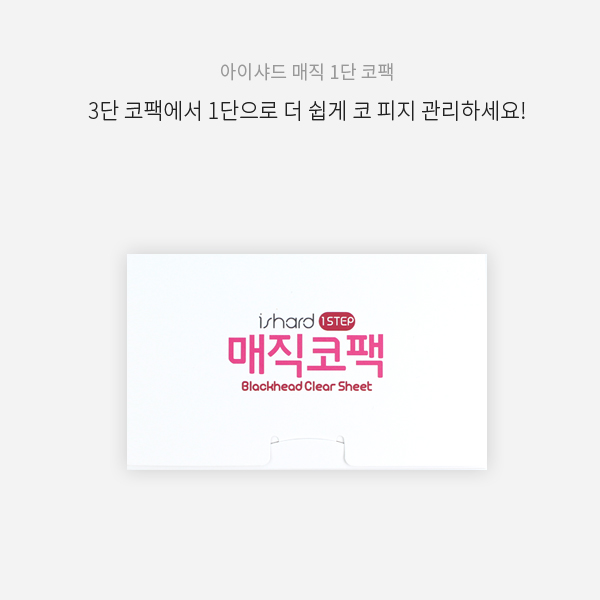 아이샤드 매직 1단 코팩
3단 코팩에서 1단으로 더 쉽게 코 피지 관리하세요!
ishard 1 STEP
매직코팩
Blackhead Clear Sheet